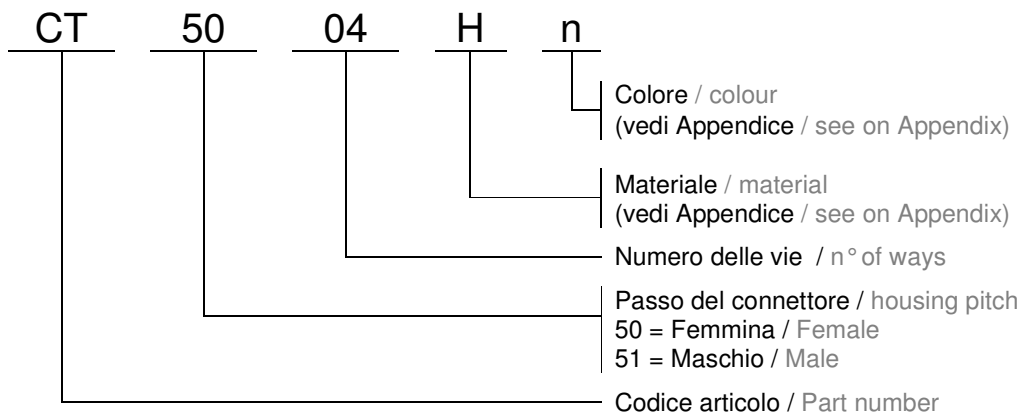 CT 50 04 H n
Colore / colour
(vedi Appendice / see on Appendix)
Materiale / material
(vedi Appendice / see on Appendix)
Numero delle vie / n° of ways
Passo del connettore / housing pitch
50 = Femmina / Female
51 = Maschio / Male
Codice articolo / Part number